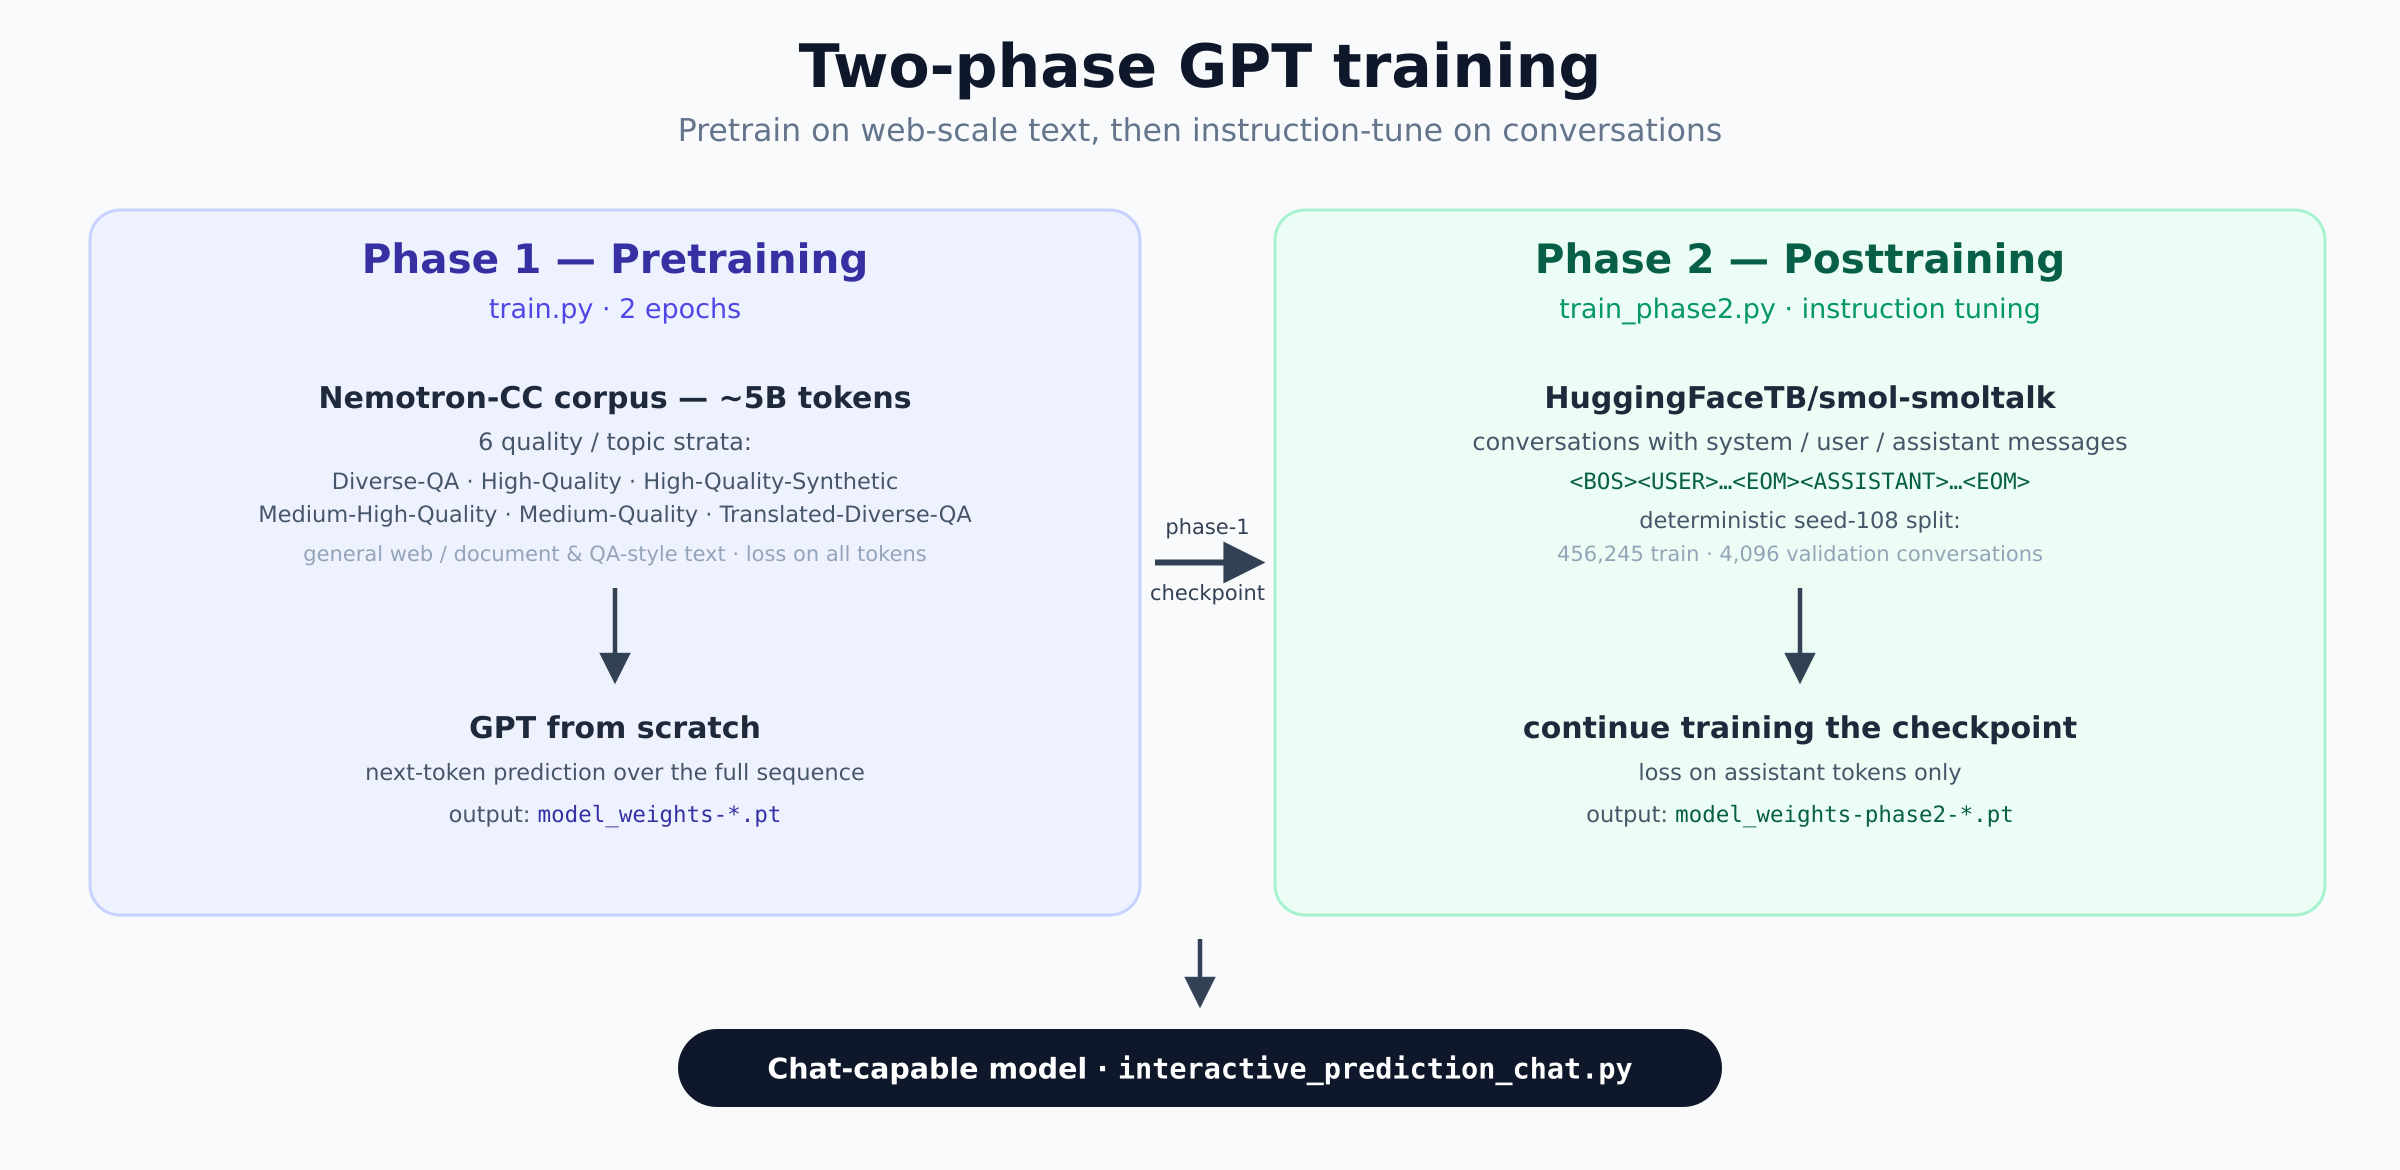 Two-phase GPT training
Pretrain on web-scale text, then instruction-tune on conversations
Phase 1 — Pretraining
train.py · 2 epochs
Nemotron-CC corpus — ~5B tokens
6 quality / topic strata:
Diverse-QA · High-Quality · High-Quality-Synthetic
Medium-High-Quality · Medium-Quality · Translated-Diverse-QA
general web / document & QA-style text · loss on all tokens
GPT from scratch
next-token prediction over the full sequence
output: model_weights-*.pt
phase-1
checkpoint
Phase 2 — Posttraining
train_phase2.py · instruction tuning
HuggingFaceTB/smol-smoltalk
conversations with system / user / assistant messages
<BOS><USER>…<EOM><ASSISTANT>…<EOM>
deterministic seed-108 split:
456,245 train · 4,096 validation conversations
continue training the checkpoint
loss on assistant tokens only
output: model_weights-phase2-*.pt
Chat-capable model · interactive_prediction_chat.py